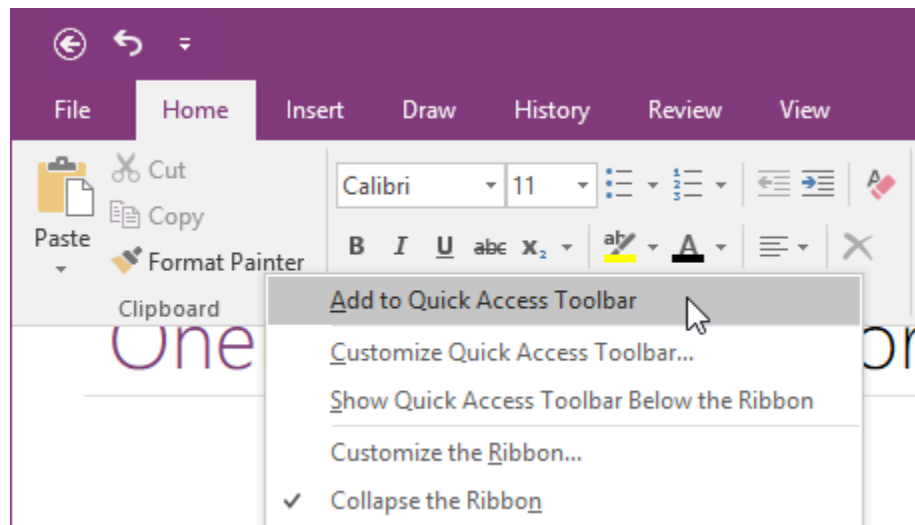 File Home Insert Draw History Review View
Cut
Calibri 11
Copy
Paste
B I U abc X₂ aby A
Format Painter
Clipboard
Add to Quick Access Toolbar
One
Customize Quick Access Toolbar...
Show Quick Access Toolbar Below the Ribbon
Customize the Ribbon...
✓ Collapse the Ribbon